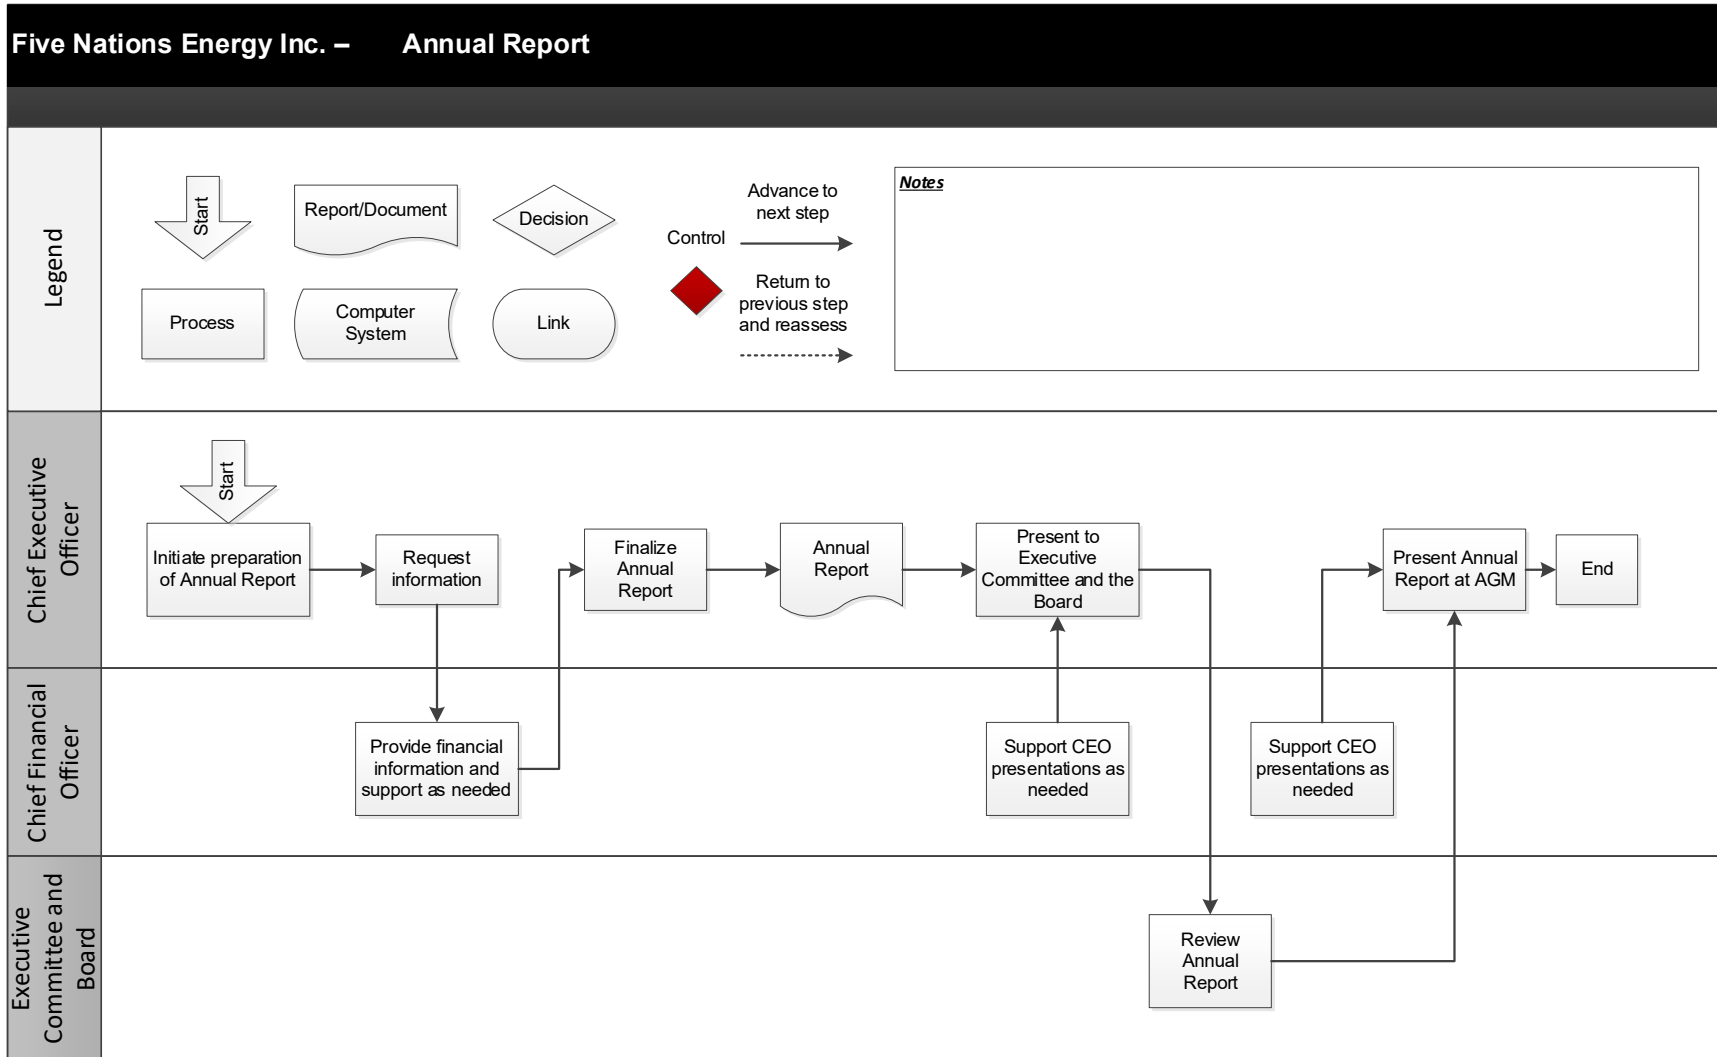 Five Nations Energy Inc. – Annual Report
Legend
Start
Report/Document
Decision
Control
Advance to
next step
Process
Computer
System
Link
Return to
previous step
and reassess
Notes
Chief Executive
Officer
Start
Initiate preparation
of Annual Report
Request
information
Finalize
Annual
Report
Annual
Report
Present to
Executive
Committee and the
Board
Present Annual
Report at AGM
End
Chief Financial
Officer
Provide financial
information and
support as needed
Support CEO
presentations as
needed
Support CEO
presentations as
needed
Executive
Committee and
Board
Review
Annual
Report